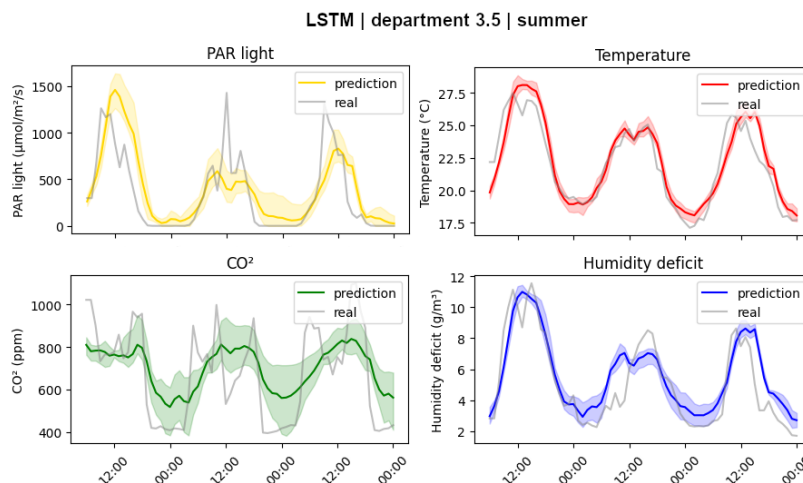 LSTM | department 3.5 | summer
PAR light
Temperature
PAR light (μmol/m²/s)
1500
1000
500
0
prediction
real
Temperature (°C)
27.5
25.0
22.5
20.0
17.5
prediction
real
CO²
Humidity deficit
CO² (ppm)
1000
800
600
400
prediction
real
12:00
00:00
12:00
00:00
12:00
00:00
Humidity deficit (g/m³)
12
10
8
6
4
2
prediction
real
12:00
00:00
12:00
00:00
12:00
00:00